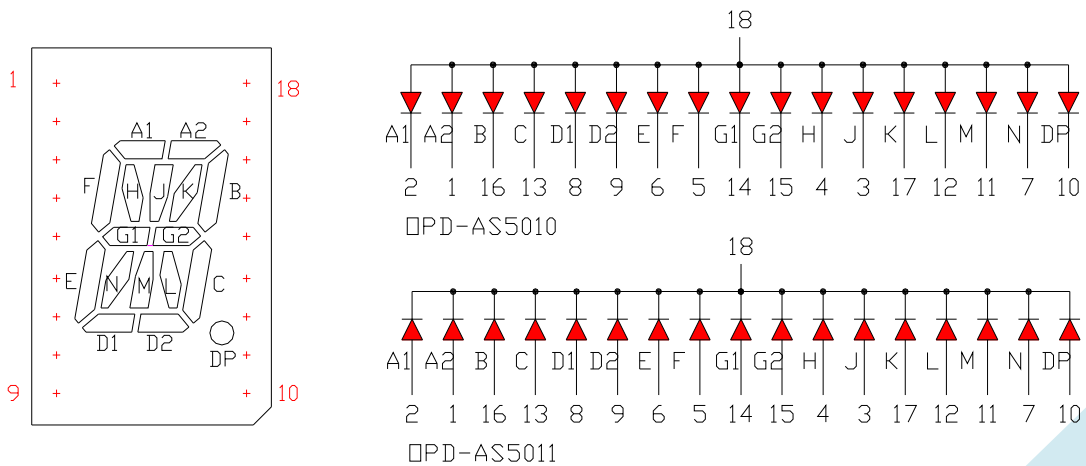 1
18
A1 A2
F H J K B
G1 G2
E N M L C
D1 D2
DP
9
10
18
A1 A2 B C D1 D2 E F G1 G2 H J K L M N DP
2 1 16 13 8 9 6 5 14 15 4 3 17 12 11 7 10
OPD-AS5010
18
A1 A2 B C D1 D2 E F G1 G2 H J K L M N DP
2 1 16 13 8 9 6 5 14 15 4 3 17 12 11 7 10
OPD-AS5011